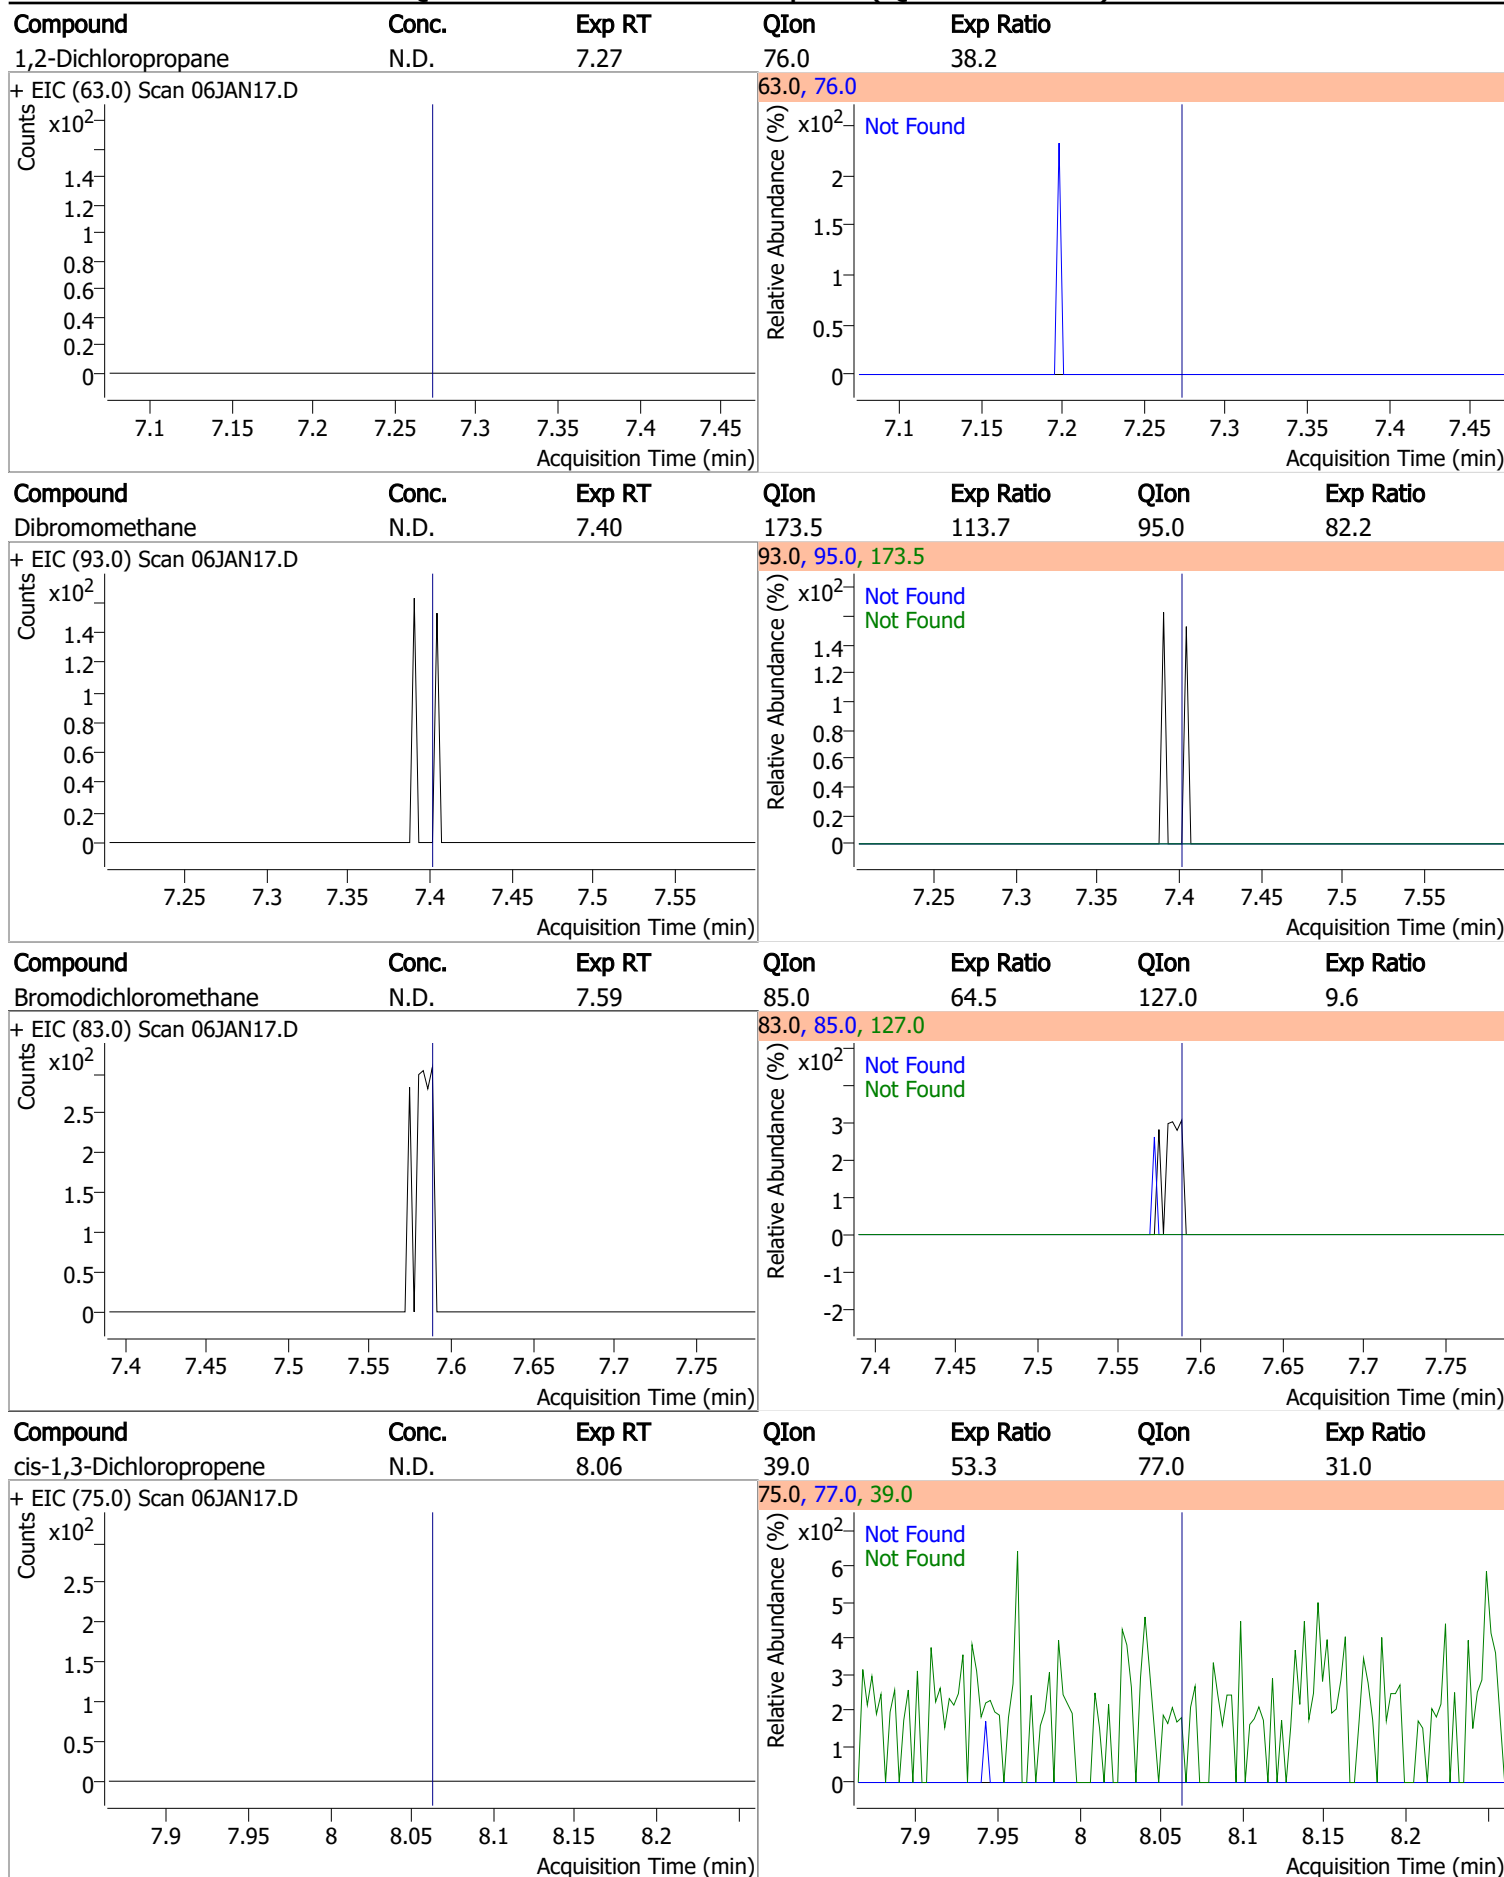 Compound Conc. Exp RT QIon Exp Ratio
1,2-Dichloropropane N.D. 7.27 76.0 38.2
+ EIC (63.0) Scan 06JAN17.D
63.0, 76.0
Counts
x10²
1.4
1.2
1
0.8
0.6
0.4
0.2
0
7.1 7.15 7.2 7.25 7.3 7.35 7.4 7.45
Acquisition Time (min)
Relative Abundance (%)
x10²
Not Found
2
1.5
1
0.5
0
7.1 7.15 7.2 7.25 7.3 7.35 7.4 7.45
Acquisition Time (min)
Compound Conc. Exp RT QIon Exp Ratio QIon Exp Ratio
Dibromomethane N.D. 7.40 173.5 113.7 95.0 82.2
+ EIC (93.0) Scan 06JAN17.D
93.0, 95.0, 173.5
Counts
x10²
1.4
1.2
1
0.8
0.6
0.4
0.2
0
7.25 7.3 7.35 7.4 7.45 7.5 7.55
Acquisition Time (min)
Relative Abundance (%)
x10²
Not Found
Not Found
1.4
1.2
1
0.8
0.6
0.4
0.2
0
7.25 7.3 7.35 7.4 7.45 7.5 7.55
Acquisition Time (min)
Compound Conc. Exp RT QIon Exp Ratio QIon Exp Ratio
Bromodichloromethane N.D. 7.59 85.0 64.5 127.0 9.6
+ EIC (83.0) Scan 06JAN17.D
83.0, 85.0, 127.0
Counts
x10²
2.5
2
1.5
1
0.5
0
7.4 7.45 7.5 7.55 7.6 7.65 7.7 7.75
Acquisition Time (min)
Relative Abundance (%)
x10²
Not Found
Not Found
3
2
1
0
-1
-2
7.4 7.45 7.5 7.55 7.6 7.65 7.7 7.75
Acquisition Time (min)
Compound Conc. Exp RT QIon Exp Ratio QIon Exp Ratio
cis-1,3-Dichloropropene N.D. 8.06 39.0 53.3 77.0 31.0
+ EIC (75.0) Scan 06JAN17.D
75.0, 77.0, 39.0
Counts
x10²
2.5
2
1.5
1
0.5
0
7.9 7.95 8 8.05 8.1 8.15 8.2
Acquisition Time (min)
Relative Abundance (%)
x10²
Not Found
Not Found
6
5
4
3
2
1
0
7.9 7.95 8 8.05 8.1 8.15 8.2
Acquisition Time (min)